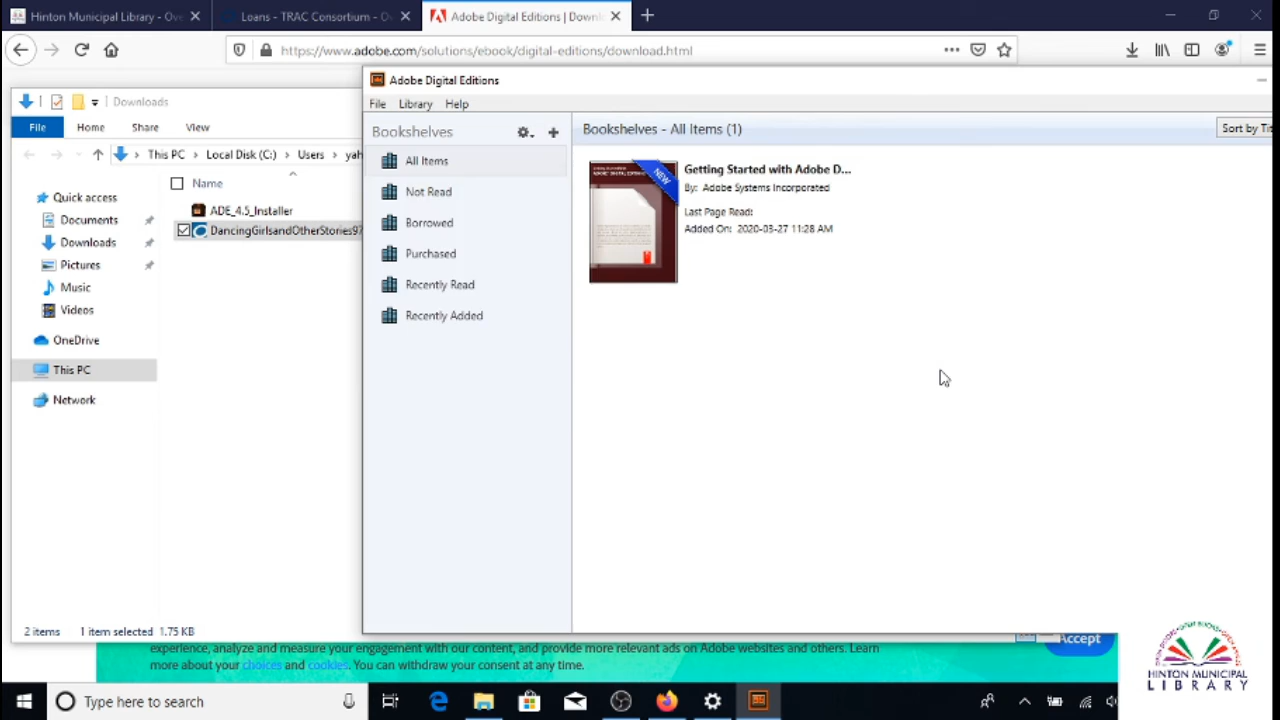 Hinton Municipal Library - Ove
Loans - TRAC Consortium - O
Adobe Digital Editions | Downl
https://www.adobe.com/solutions/ebook/digital-editions/download.html
Adobe Digital Editions
File Library Help
Downloads
File Home Share View
This PC > Local Disk (C:) > Users > yah
Name
ADE_4.5_Installer
DancingGirlsandOtherStories97
Quick access
Documents
Downloads
Pictures
Music
Videos
OneDrive
This PC
Network
2 items 1 item selected 1.75 KB
Bookshelves
All Items
Not Read
Borrowed
Purchased
Recently Read
Recently Added
Bookshelves - All Items (1)
Sort by Tit
NEW
Getting Started with Adobe D...
By: Adobe Systems Incorporated
Last Page Read:
Added On: 2020-03-27 11:28 AM
experience, analyze and measure your engagement with our content, and provide more relevant ads on Adobe websites and others. Learn
more about your choices and cookies. You can withdraw your consent at any time.
Accept
Type here to search
HINTON MUNICIPAL
LIBRARY